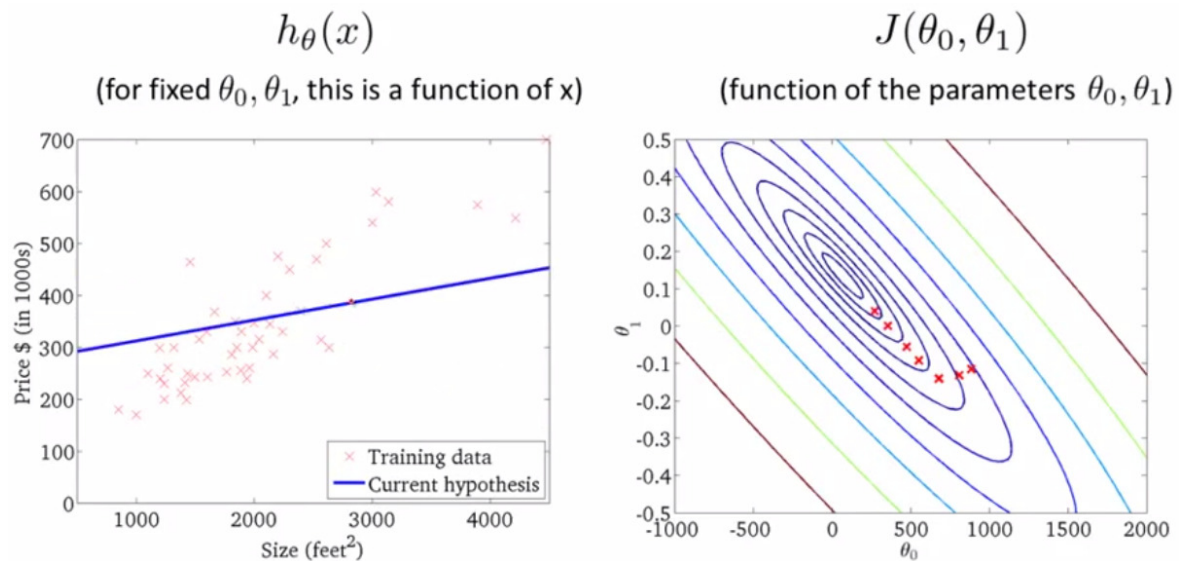 hθ(x)
(for fixed θ0, θ1, this is a function of x)
700
600
500
400
300
200
100
0
Price $ (in 1000s)
1000 2000 3000 4000
Size (feet²)
Training data
Current hypothesis
J(θ0, θ1)
(function of the parameters θ0, θ1)
0.5
0.4
0.3
0.2
0.1
0
-0.1
-0.2
-0.3
-0.4
-0.5
θ1
-1000 -500 0 500 1000 1500 2000
θ0